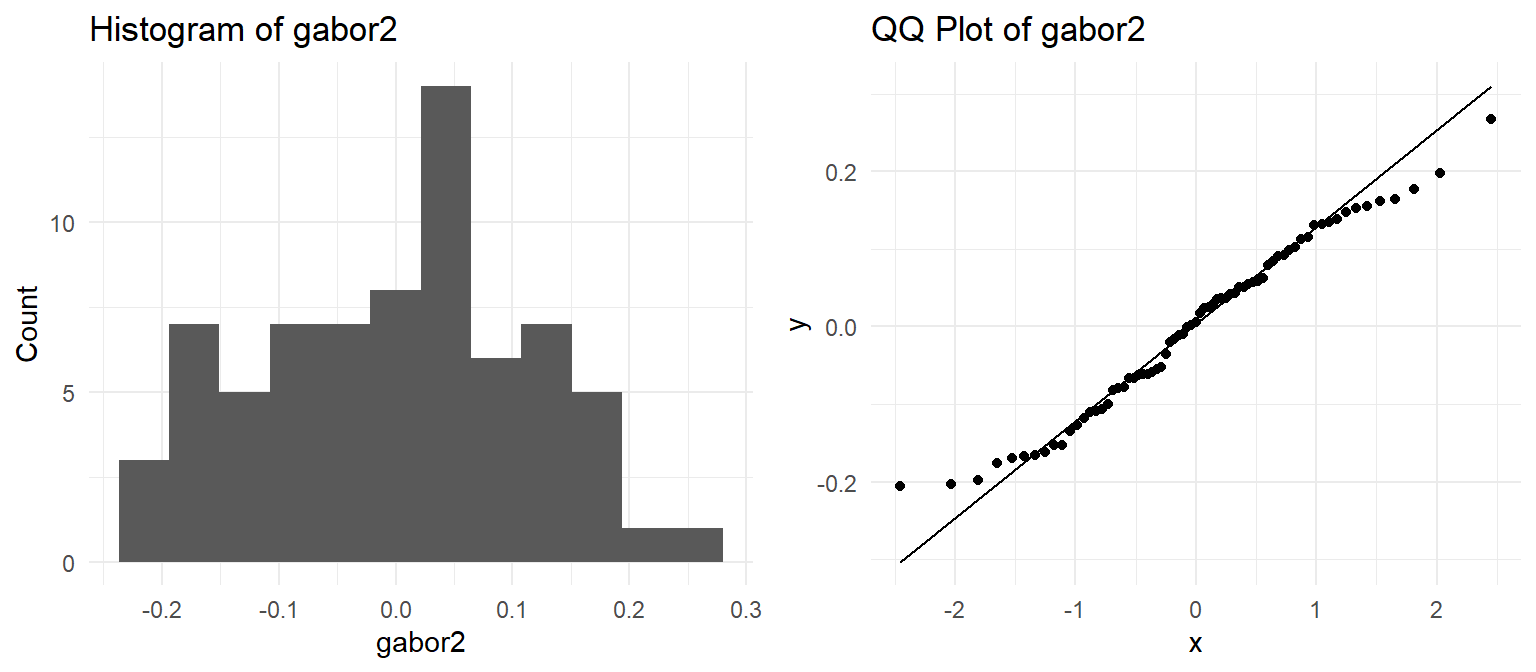 Histogram of gabor2
Count
10
5
0
-0.2 -0.1 0.0 0.1 0.2 0.3
gabor2
QQ Plot of gabor2
y
0.2
0.0
-0.2
-2 -1 0 1 2
x